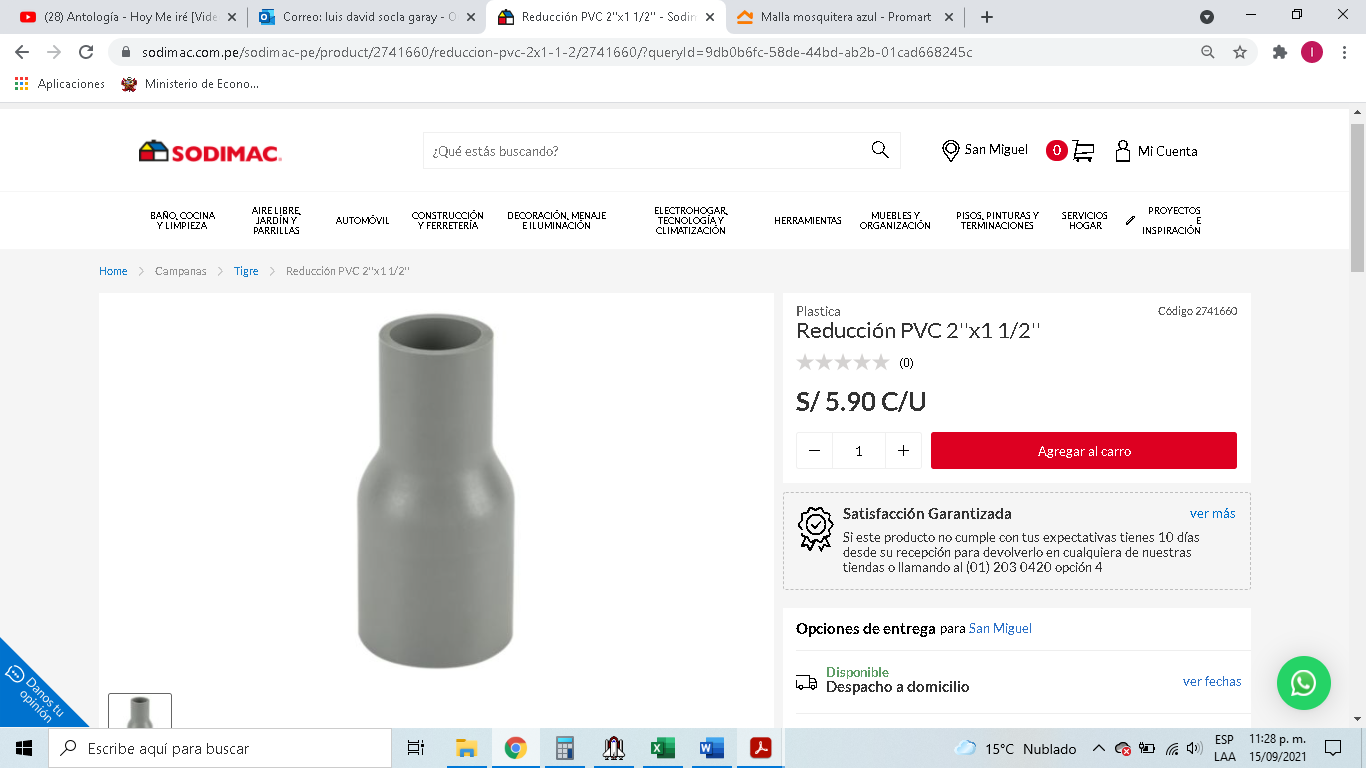 (28) Antología - Hoy Me iré [Vide
Correo: luis david socla garay - O
Reducción PVC 2''x1 1/2'' - Sodim
Malla mosquitera azul - Promart
sodimac.com.pe/sodimac-pe/product/2741660/reduccion-pvc-2x1-1-2/2741660/?queryId=9db0b6fc-58de-44bd-ab2b-01cad668245c
I
Aplicaciones
Ministerio de Econo...
SODIMAC
¿Qué estás buscando?
San Miguel
0
Mi Cuenta
BAÑO, COCINA
Y LIMPIEZA
AIRE LIBRE,
JARDÍN Y
PARRILLAS
AUTOMÓVIL
CONSTRUCCIÓN
Y FERRETERÍA
DECORACIÓN, MENAJE
E ILUMINACIÓN
ELECTROHOGAR,
TECNOLOGÍA Y
CLIMATIZACIÓN
HERRAMIENTAS
MUEBLES Y
ORGANIZACIÓN
PISOS, PINTURAS Y
TERMINACIONES
SERVICIOS
HOGAR
PROYECTOS
E
INSPIRACIÓN
Home > Campanas > Tigre > Reducción PVC 2''x1 1/2''
Plastica
Código 2741660
Reducción PVC 2''x1 1/2''
(0)
S/ 5.90 C/U
− 1 +
Agregar al carro
Satisfacción Garantizada
ver más
Si este producto no cumple con tus expectativas tienes 10 días
desde su recepción para devolverlo en cualquiera de nuestras
tiendas o llamando al (01) 203 0420 opción 4
Opciones de entrega para San Miguel
Disponible
Despacho a domicilio
ver fechas
Danos tu
opinión
Escribe aquí para buscar
15°C Nublado
ESP
LAA
11:28 p. m.
15/09/2021